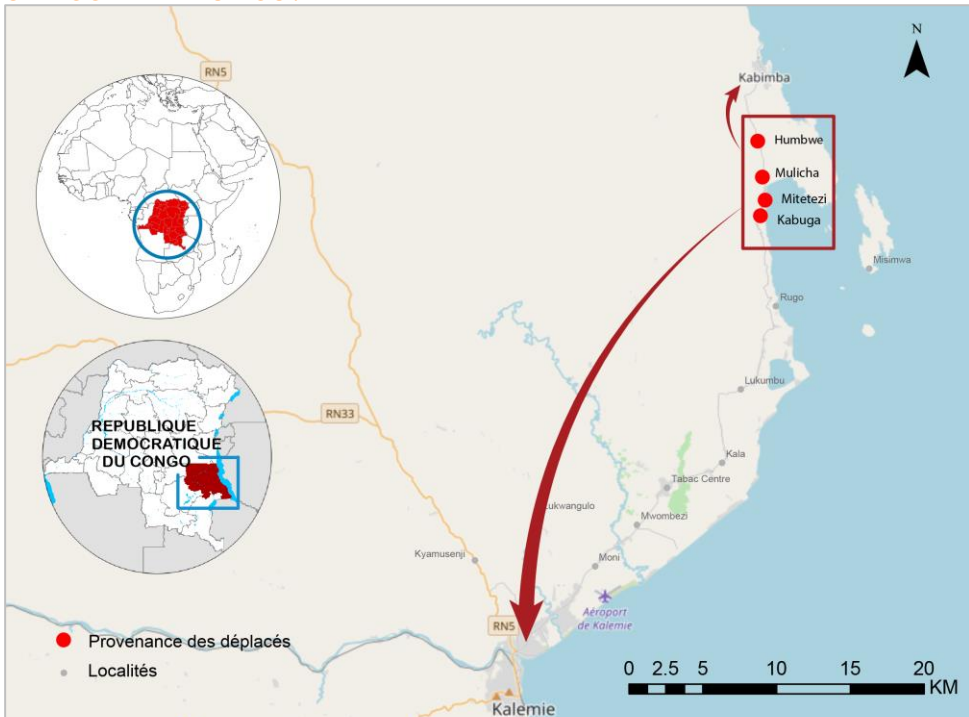 N
RN5
Kabimba
Humbwe
Mulicha
Mitetezi
Kabuga
Misimwa
Rugo
Lukumbu
RN33
REPUBLIQUE
DEMOCRATIQUE
DU CONGO
Kala
Tabac Centre
Lukwangulo
Mwombezi
Kyamusenji
Moni
Aéroport
de Kalemie
RN5
Provenance des déplacés
Localités
0 2.5 5 10 15 20
KM
Kalemie